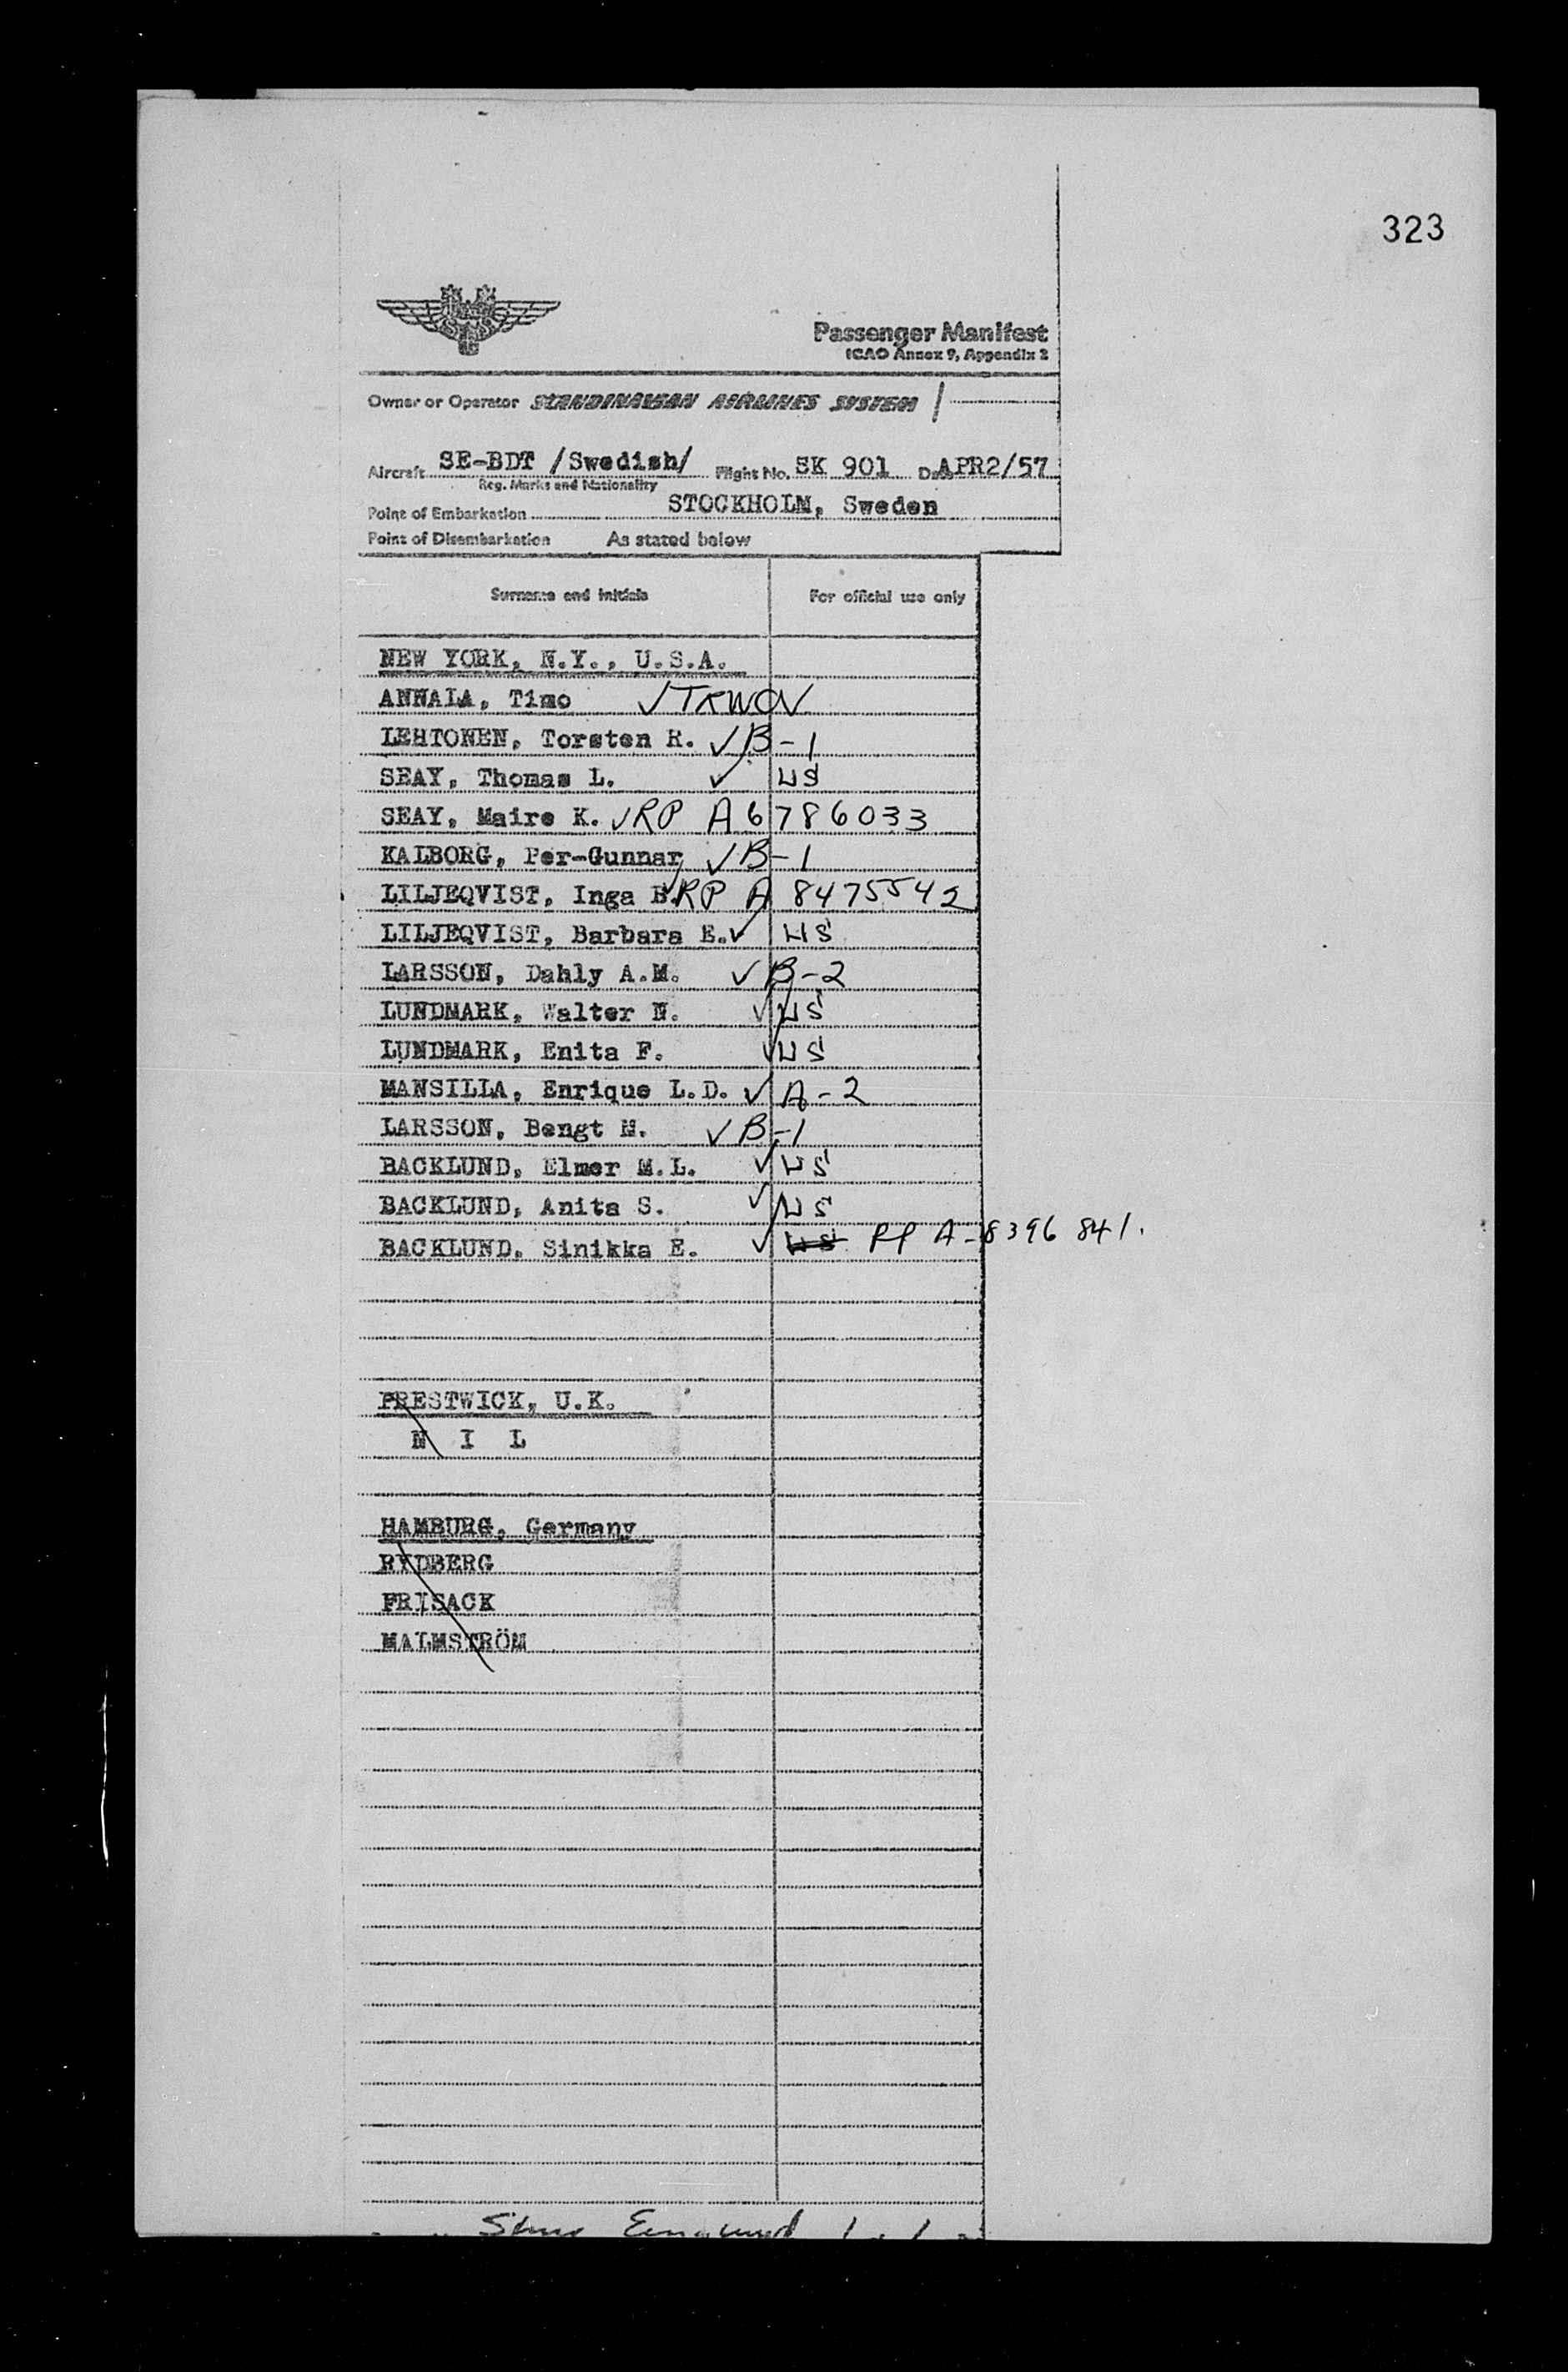 323
SAS
Passenger Manifest
ICAO Annex 9, Appendix 2
Owner or Operator SCANDINAVIAN AIRLINES SYSTEM
Aircraft SE-BDT /Swedish/ Flight No. SK 901 Date APR2/57
Reg. Marks and Nationality
Point of Embarkation STOCKHOLM, Sweden
Point of Disembarkation As stated below
Surname and initials For official use only
NEW YORK, N.Y., U.S.A.
ANNALA, Timo ✓TRWOV
LEHTONEN, Torsten R. ✓B-1
SEAY, Thomas L. ✓ US
SEAY, Maire K. ✓RP A6786033
KALBORG, Per-Gunnar ✓B-1
LILJEQVIST, Inga B. ✓RP A 8475542
LILJEQVIST, Barbara E. ✓ US
LARSSON, Dahly A.M. ✓B-2
LUNDMARK, Walter N. ✓US
LUNDMARK, Enita F. ✓US
MANSILLA, Enrique L.D. ✓ A-2
LARSSON, Bengt M. ✓B-1
BACKLUND, Elmer M.L. ✓US
BACKLUND, Anita S. ✓US
BACKLUND, Sinikka E. ✓ US RP A-8396841.
PRESTWICK, U.K.
N I L
HAMBURG, Germany
RYDBERG
FRISACK
MALMSTRÖM